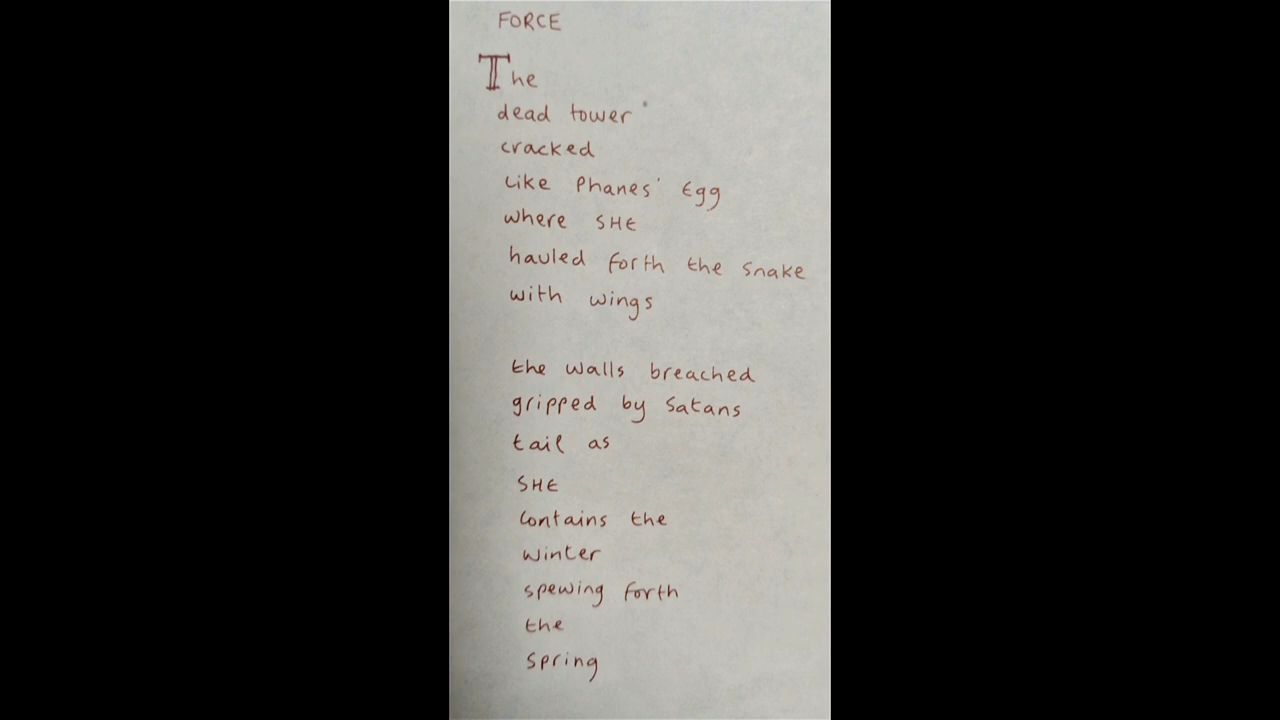 FORCE
The
dead tower
cracked
like Phanes' Egg
where SHE
hauled forth the snake
with wings
the walls breached
gripped by Satans
tail as
SHE
contains the
winter
spewing forth
the
spring